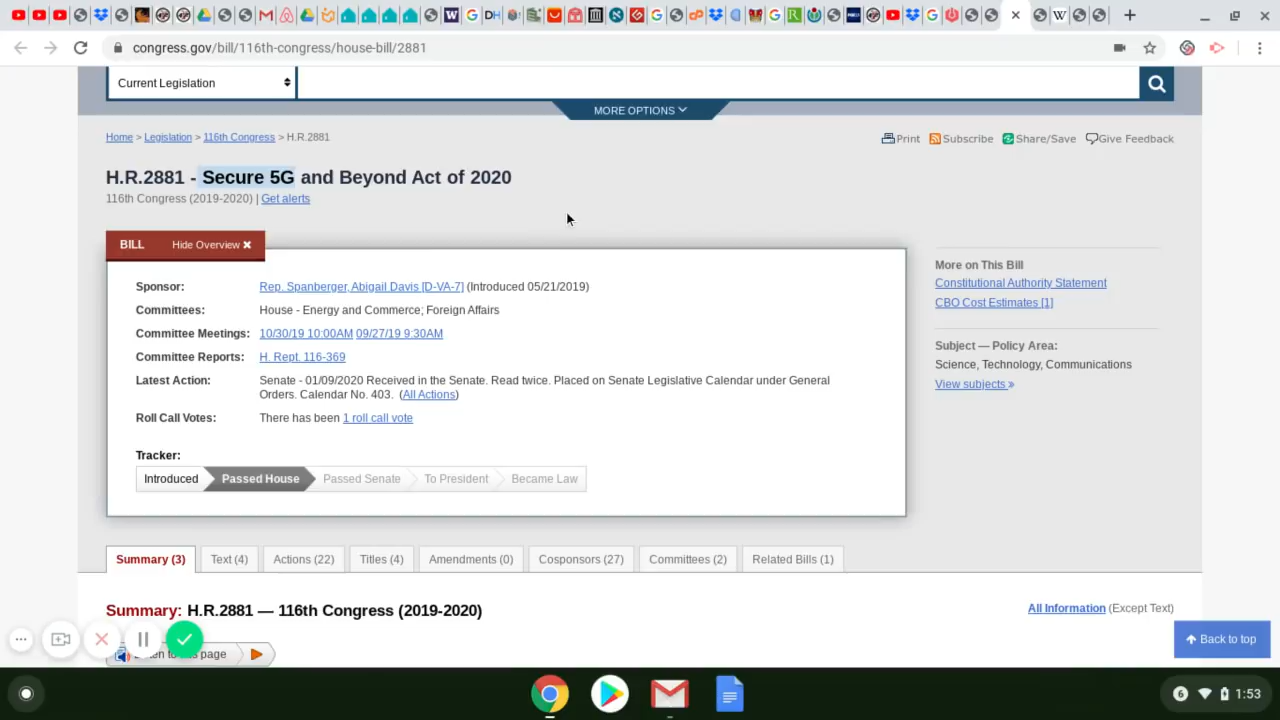 congress.gov/bill/116th-congress/house-bill/2881
Current Legislation
MORE OPTIONS
Home > Legislation > 116th Congress > H.R.2881
Print Subscribe Share/Save Give Feedback
H.R.2881 - Secure 5G and Beyond Act of 2020
116th Congress (2019-2020) | Get alerts
BILL Hide Overview ✖
Sponsor: Rep. Spanberger, Abigail Davis [D-VA-7] (Introduced 05/21/2019)
Committees: House - Energy and Commerce; Foreign Affairs
Committee Meetings: 10/30/19 10:00AM 09/27/19 9:30AM
Committee Reports: H. Rept. 116-369
Latest Action: Senate - 01/09/2020 Received in the Senate. Read twice. Placed on Senate Legislative Calendar under General
Orders. Calendar No. 403. (All Actions)
Roll Call Votes: There has been 1 roll call vote
Tracker:
Introduced Passed House Passed Senate To President Became Law
More on This Bill
Constitutional Authority Statement
CBO Cost Estimates [1]
Subject — Policy Area:
Science, Technology, Communications
View subjects »
Summary (3) Text (4) Actions (22) Titles (4) Amendments (0) Cosponsors (27) Committees (2) Related Bills (1)
Summary: H.R.2881 — 116th Congress (2019-2020)
All Information (Except Text)
page
Back to top
6 1:53